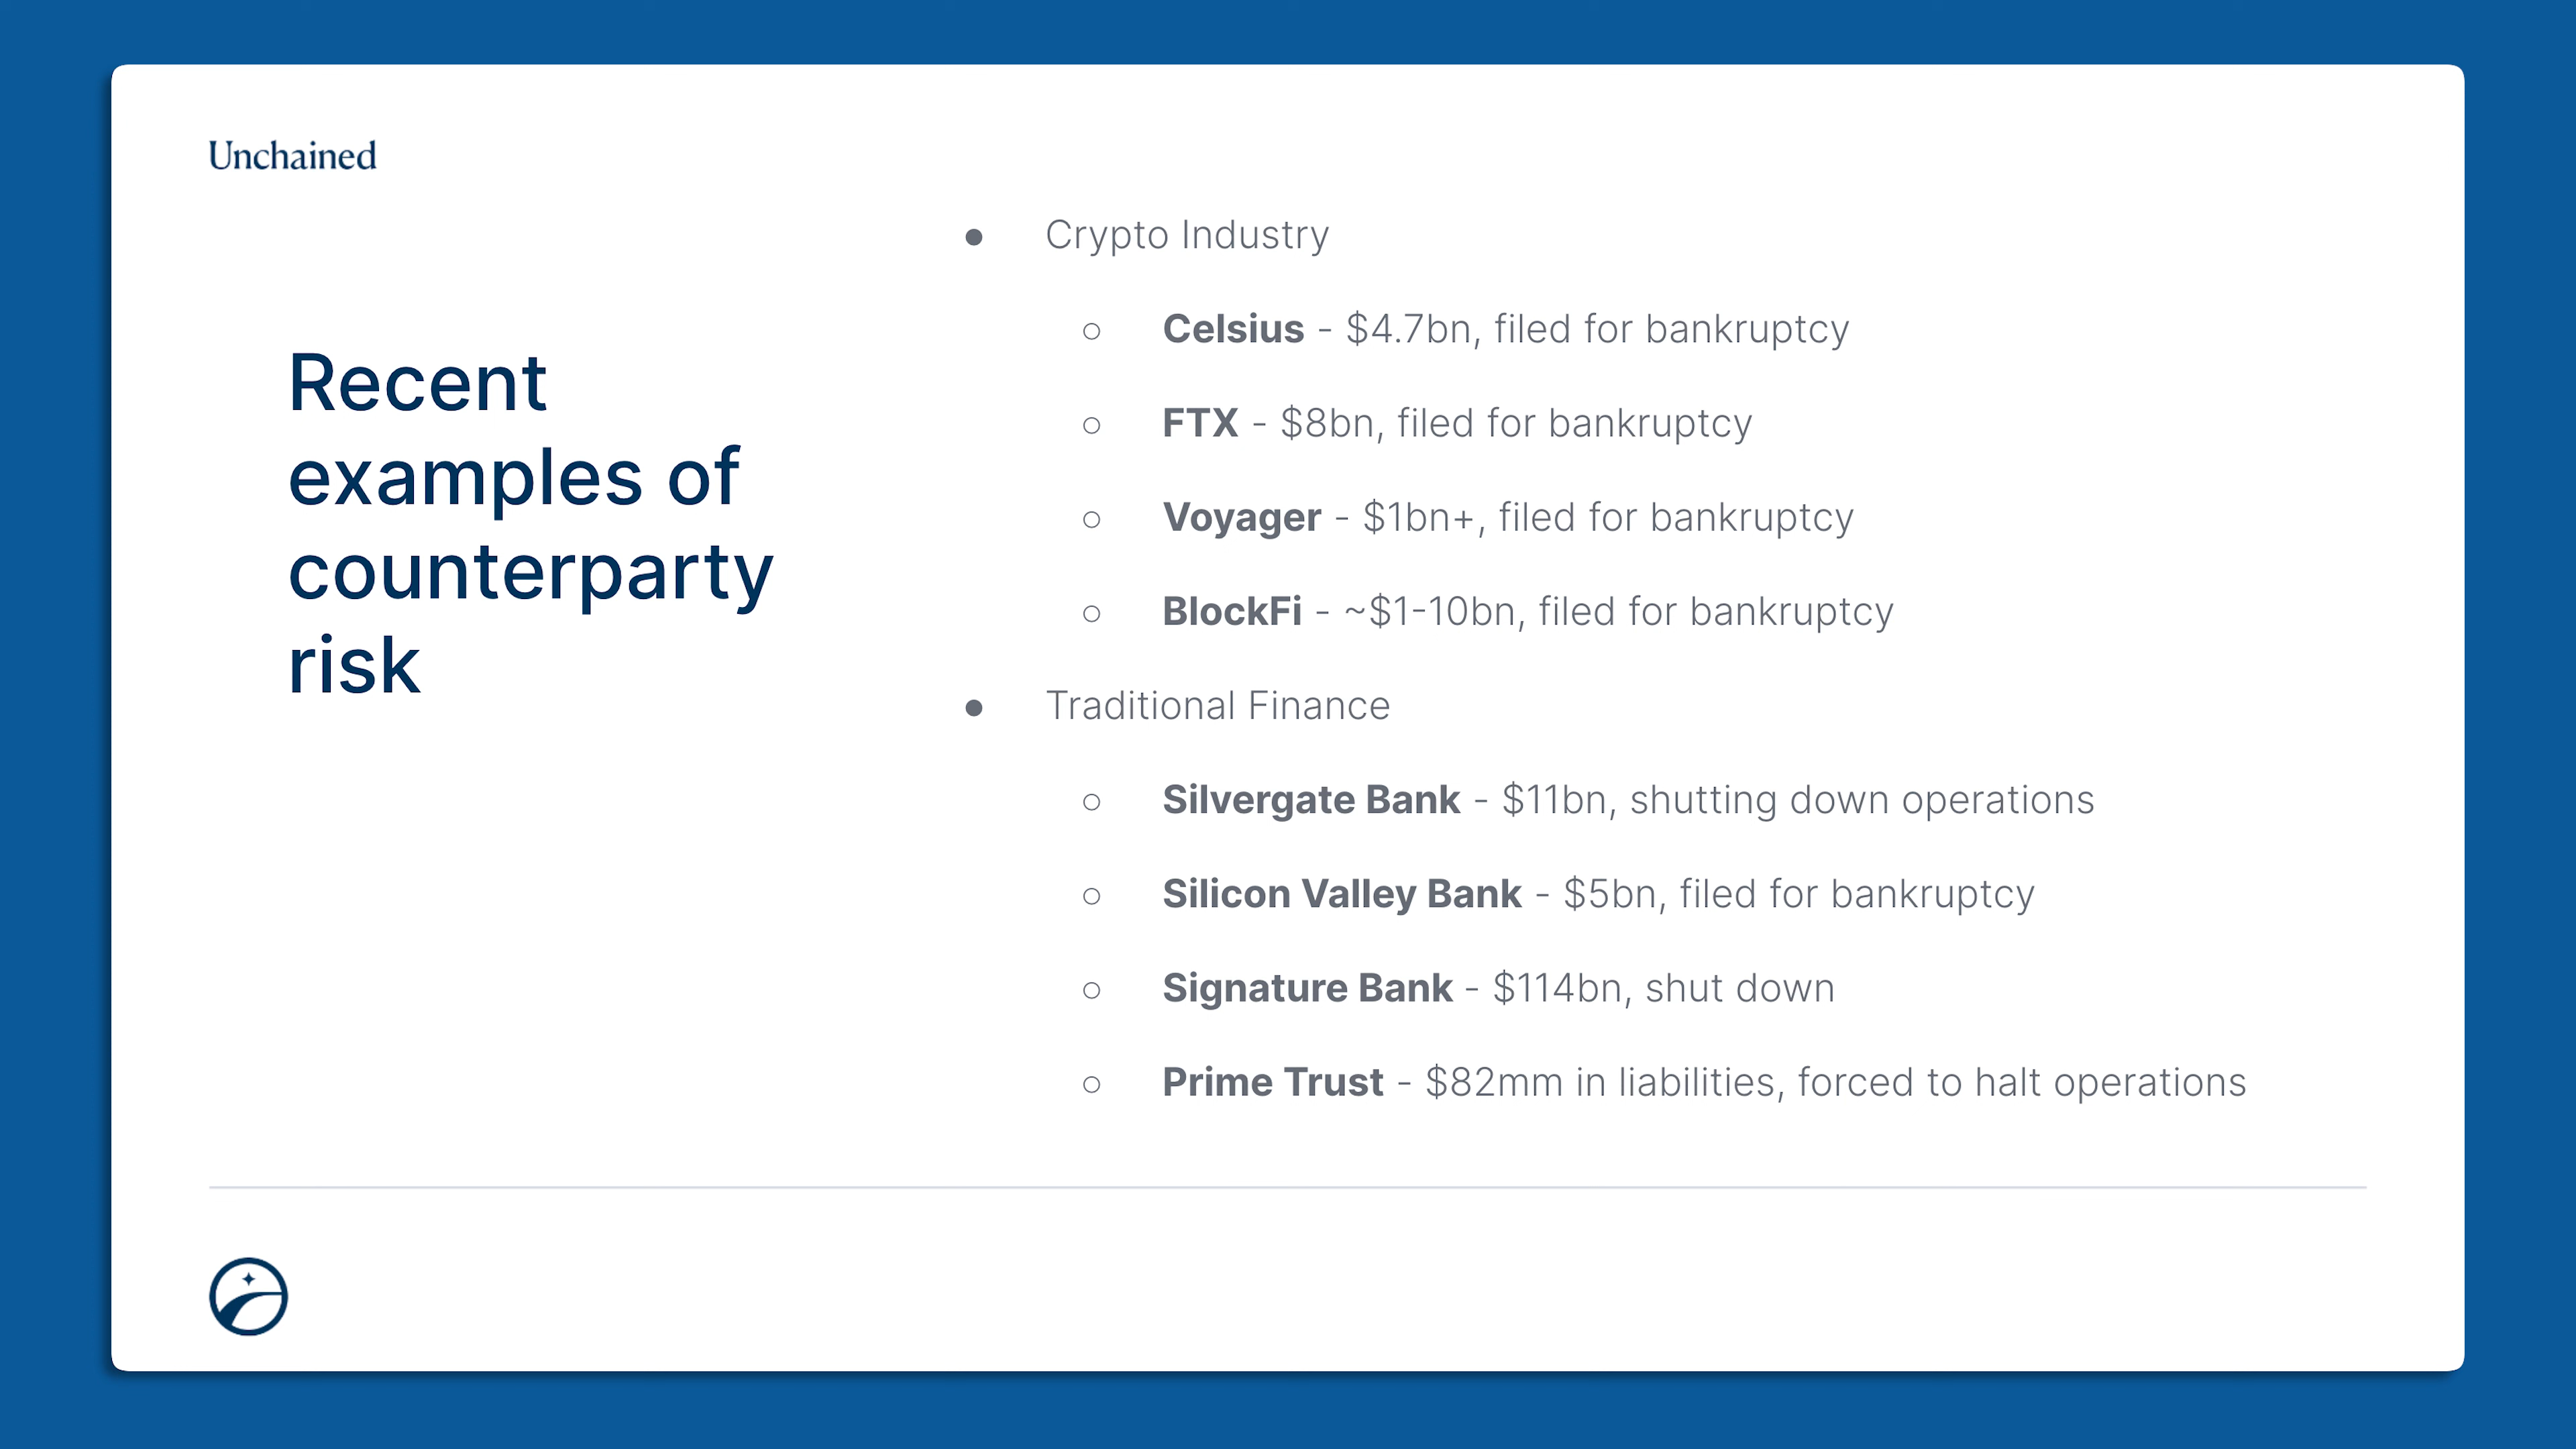 Unchained
Recent
examples of
counterparty
risk
● Crypto Industry
○ Celsius - $4.7bn, filed for bankruptcy
○ FTX - $8bn, filed for bankruptcy
○ Voyager - $1bn+, filed for bankruptcy
○ BlockFi - ~$1-10bn, filed for bankruptcy
● Traditional Finance
○ Silvergate Bank - $11bn, shutting down operations
○ Silicon Valley Bank - $5bn, filed for bankruptcy
○ Signature Bank - $114bn, shut down
○ Prime Trust - $82mm in liabilities, forced to halt operations